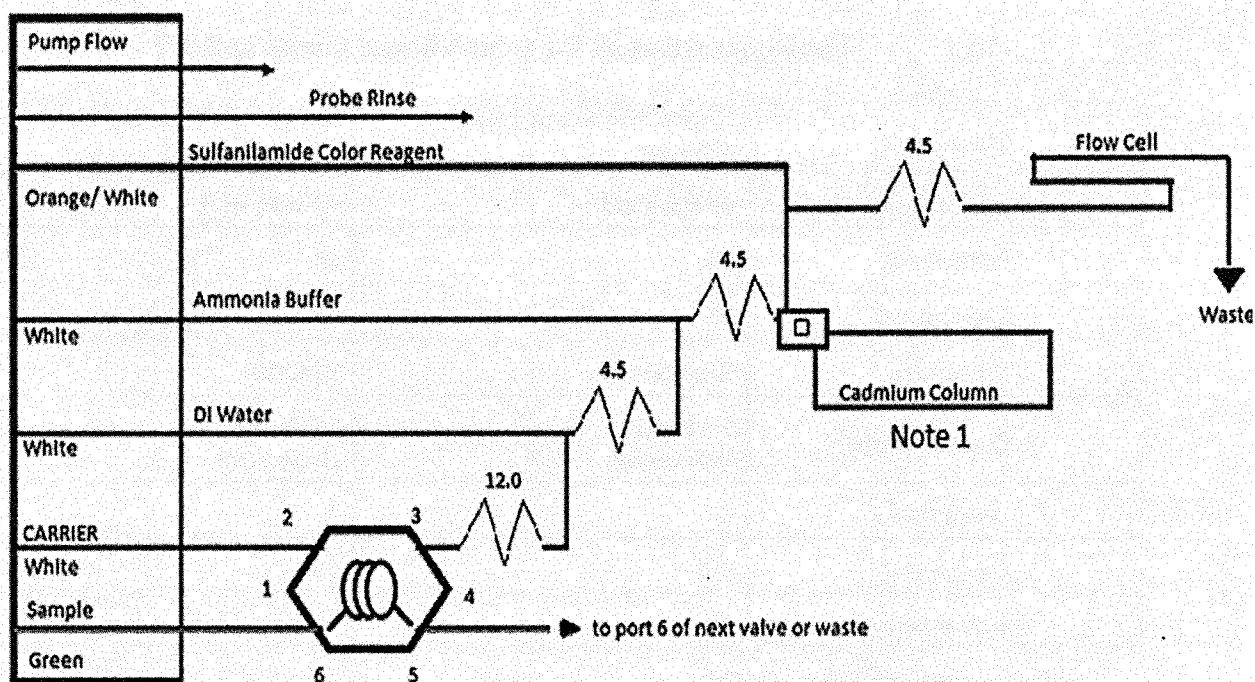 Pump Flow
Probe Rinse
Sulfanilamide Color Reagent
4.5
Flow Cell
Orange/ White
4.5
Ammonia Buffer
Waste
White
4.5
DI Water
Cadmium Column
Note 1
White
12.0
2
3
CARRIER
White
1
4
Sample
to port 6 of next valve or waste
Green
6
5